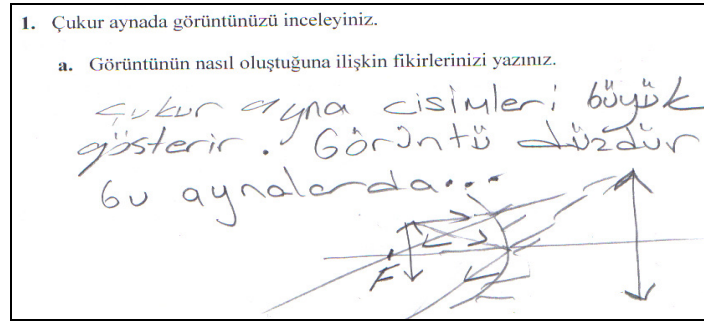 1. Çukur aynada görüntünüzü inceleyiniz.
a. Görüntünün nasıl oluştuğuna ilişkin fikirlerinizi yazınız.
çukur ayna cisimleri büyük
gösterir. Görüntü düzdür
bu aynalarda...
F